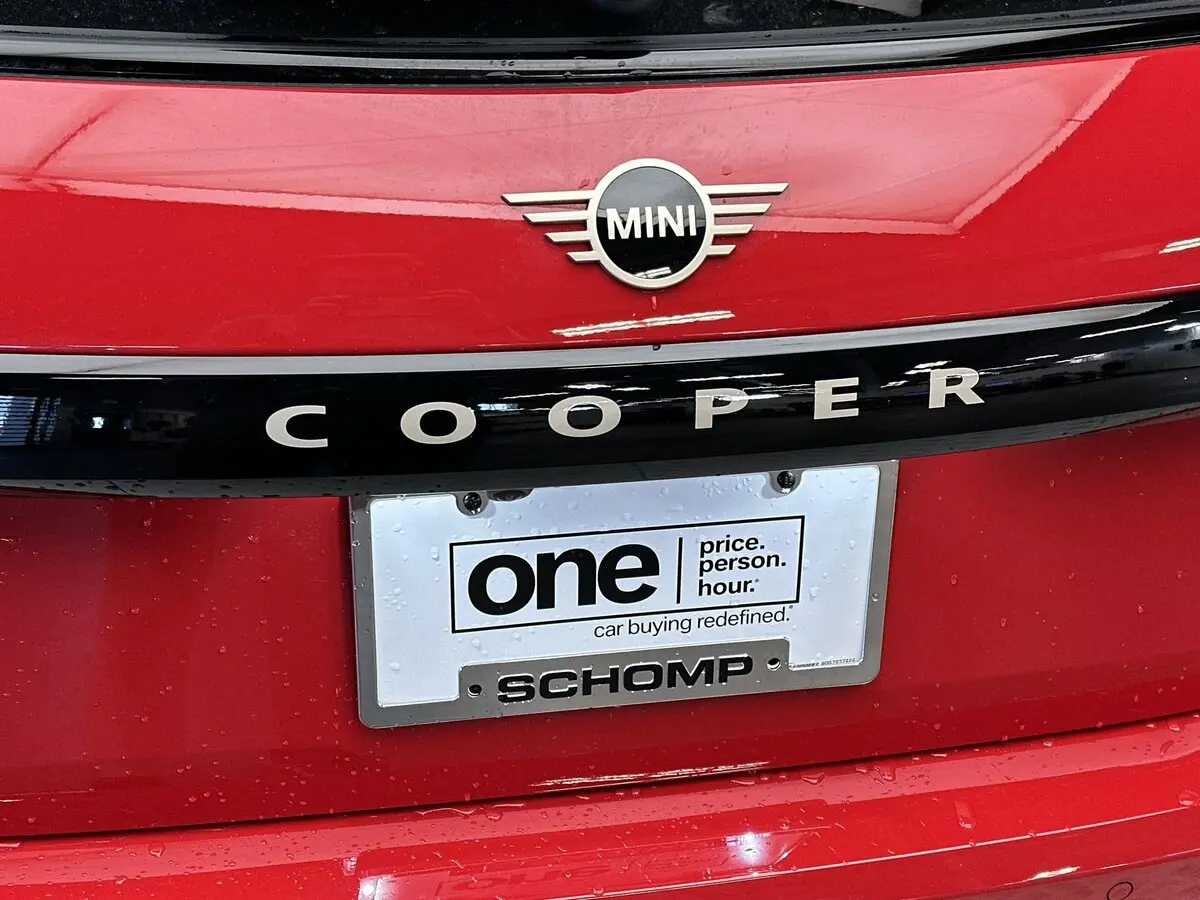 MINI
COOPER
one
price.
person.
hour.®
car buying redefined.®
SCHOMP